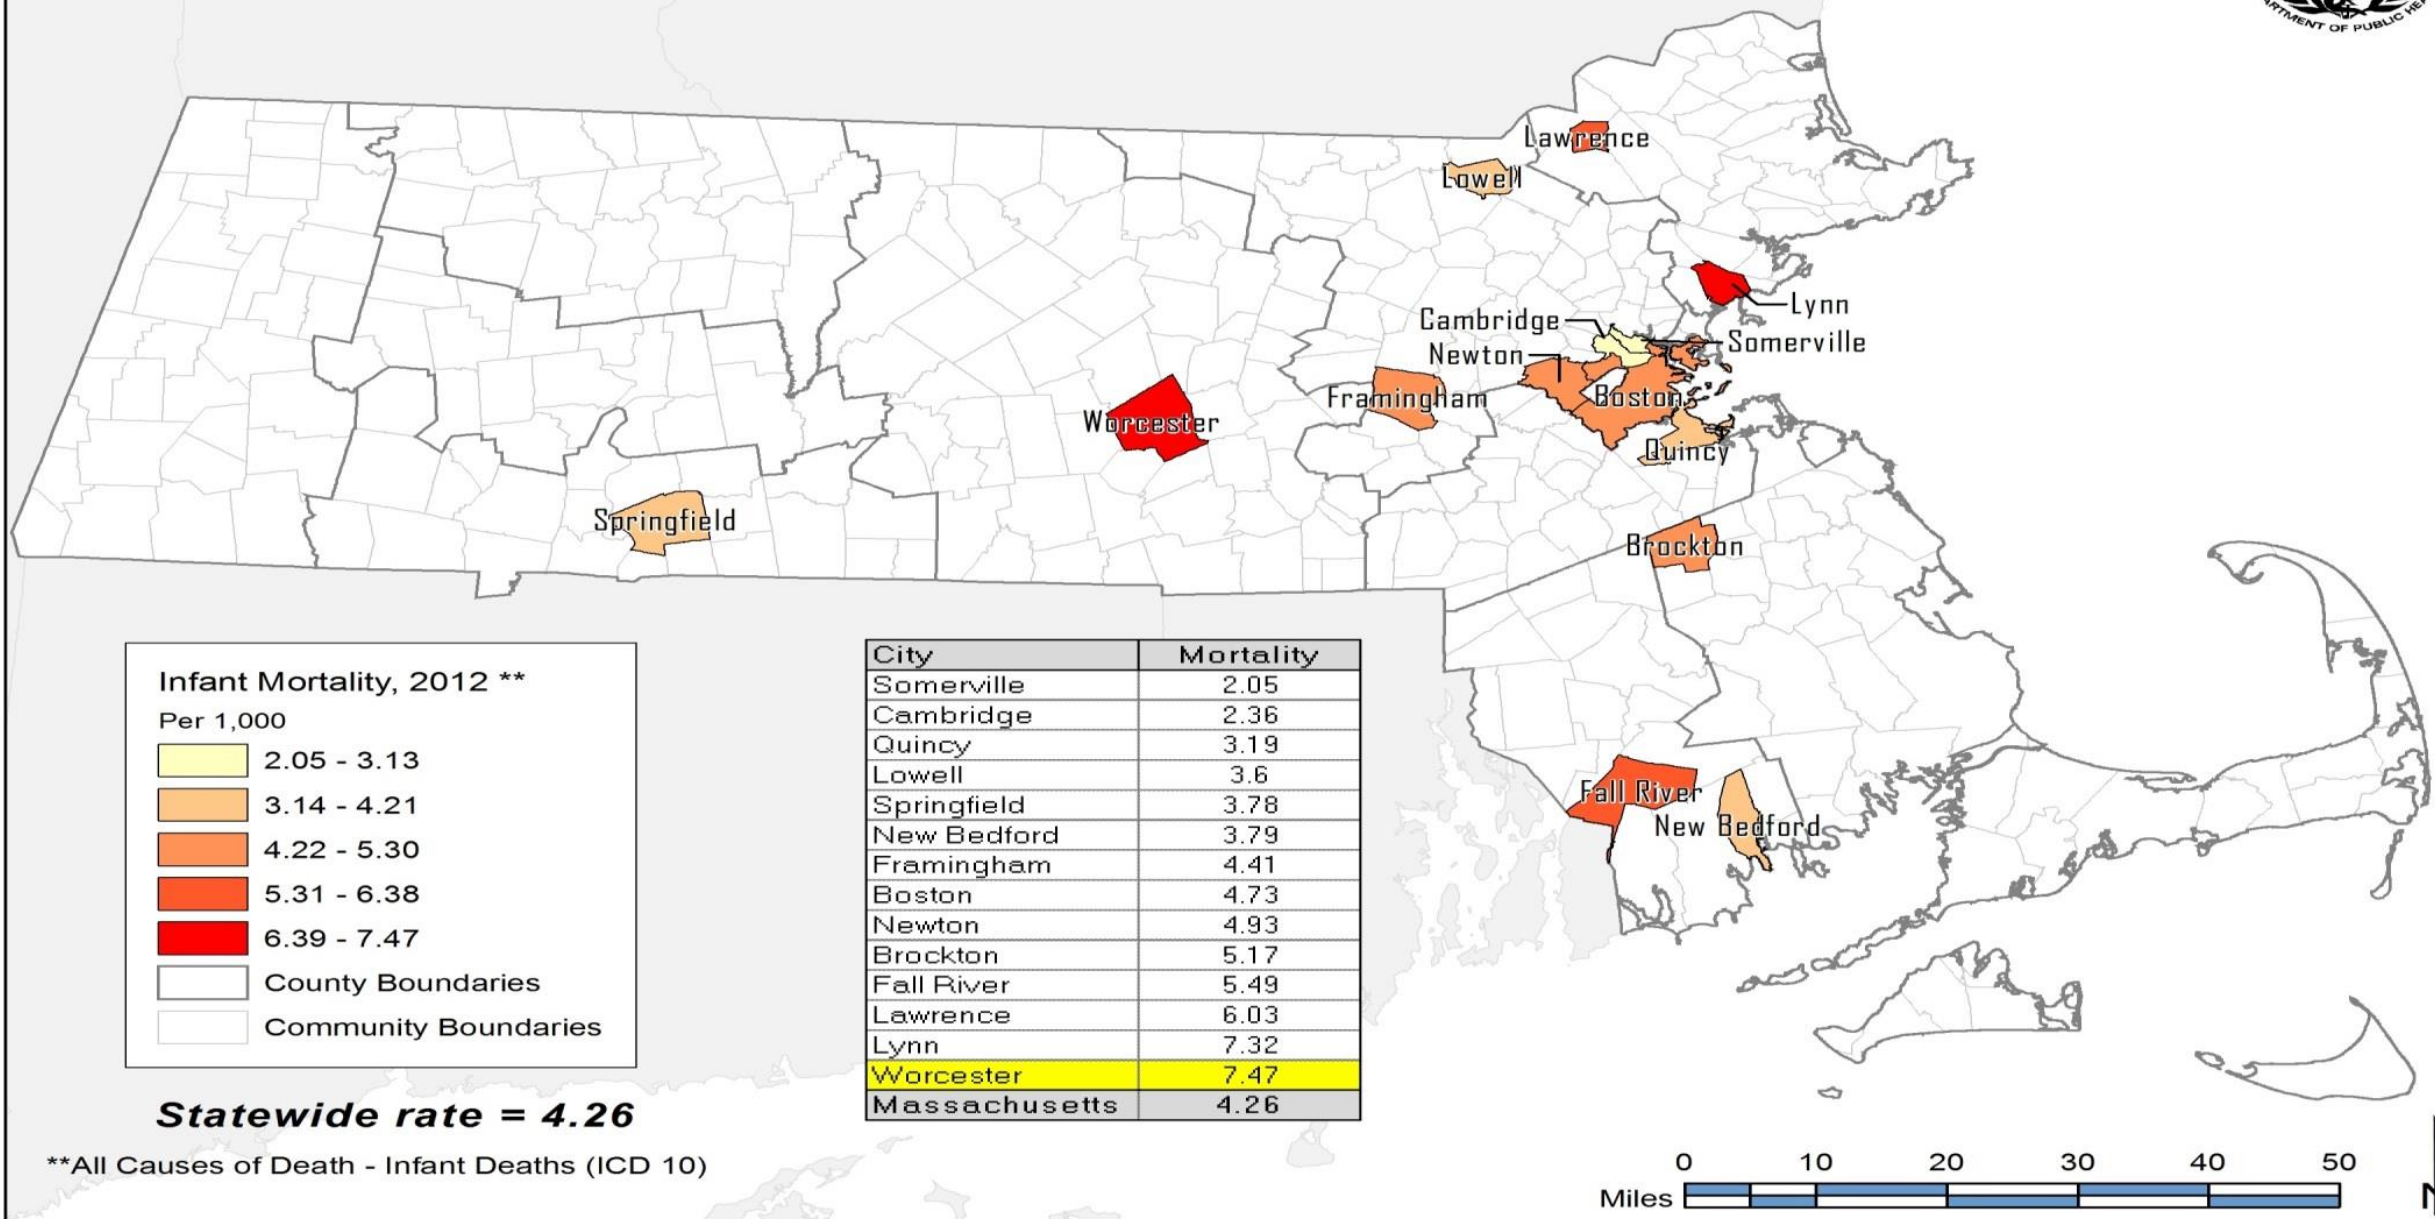 ARTMENT OF PUBLIC HE
Lawrence
Lowell
Lynn
Cambridge
Somerville
Newton
Framingham
Boston
Worcester
Quincy
Springfield
Brockton
Fall River
New Bedford
Infant Mortality, 2012 **
Per 1,000
2.05 - 3.13
3.14 - 4.21
4.22 - 5.30
5.31 - 6.38
6.39 - 7.47
County Boundaries
Community Boundaries
Statewide rate = 4.26
**All Causes of Death - Infant Deaths (ICD 10)
City Mortality
Somerville 2.05
Cambridge 2.36
Quincy 3.19
Lowell 3.6
Springfield 3.78
New Bedford 3.79
Framingham 4.41
Boston 4.73
Newton 4.93
Brockton 5.17
Fall River 5.49
Lawrence 6.03
Lynn 7.32
Worcester 7.47
Massachusetts 4.26
0 10 20 30 40 50
Miles